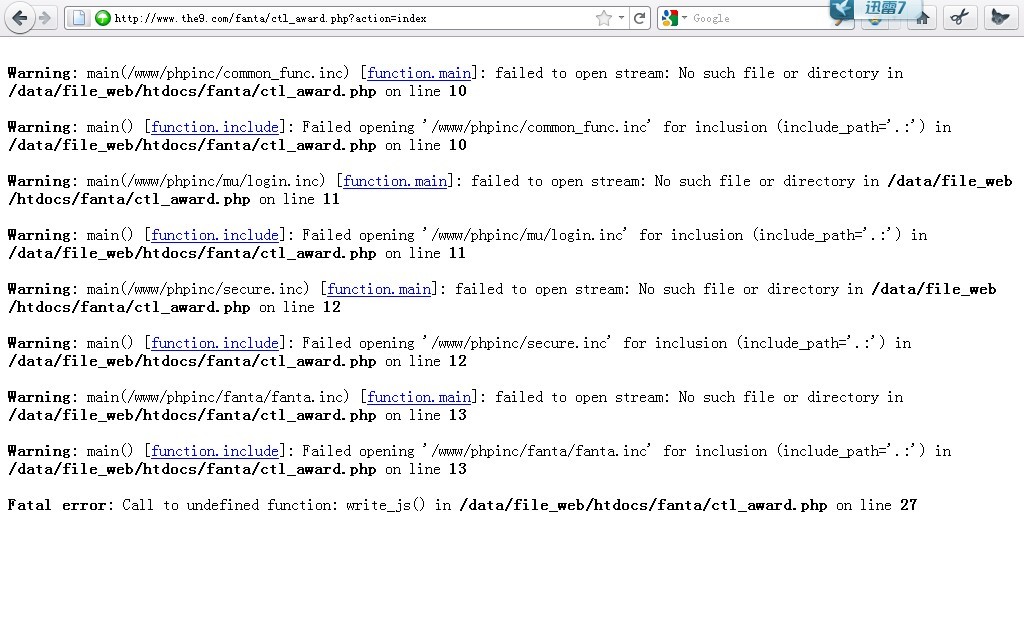 http://www.the9.com/fanta/ctl_award.php?action=index
Google
迅雷7
Warning: main(/www/phpinc/common_func.inc) [function.main]: failed to open stream: No such file or directory in
/data/file_web/htdocs/fanta/ctl_award.php on line 10
Warning: main() [function.include]: Failed opening '/www/phpinc/common_func.inc' for inclusion (include_path='.:') in
/data/file_web/htdocs/fanta/ctl_award.php on line 10
Warning: main(/www/phpinc/mu/login.inc) [function.main]: failed to open stream: No such file or directory in /data/file_web
/htdocs/fanta/ctl_award.php on line 11
Warning: main() [function.include]: Failed opening '/www/phpinc/mu/login.inc' for inclusion (include_path='.:') in
/data/file_web/htdocs/fanta/ctl_award.php on line 11
Warning: main(/www/phpinc/secure.inc) [function.main]: failed to open stream: No such file or directory in /data/file_web
/htdocs/fanta/ctl_award.php on line 12
Warning: main() [function.include]: Failed opening '/www/phpinc/secure.inc' for inclusion (include_path='.:') in
/data/file_web/htdocs/fanta/ctl_award.php on line 12
Warning: main(/www/phpinc/fanta/fanta.inc) [function.main]: failed to open stream: No such file or directory in
/data/file_web/htdocs/fanta/ctl_award.php on line 13
Warning: main() [function.include]: Failed opening '/www/phpinc/fanta/fanta.inc' for inclusion (include_path='.:') in
/data/file_web/htdocs/fanta/ctl_award.php on line 13
Fatal error: Call to undefined function: write_js() in /data/file_web/htdocs/fanta/ctl_award.php on line 27